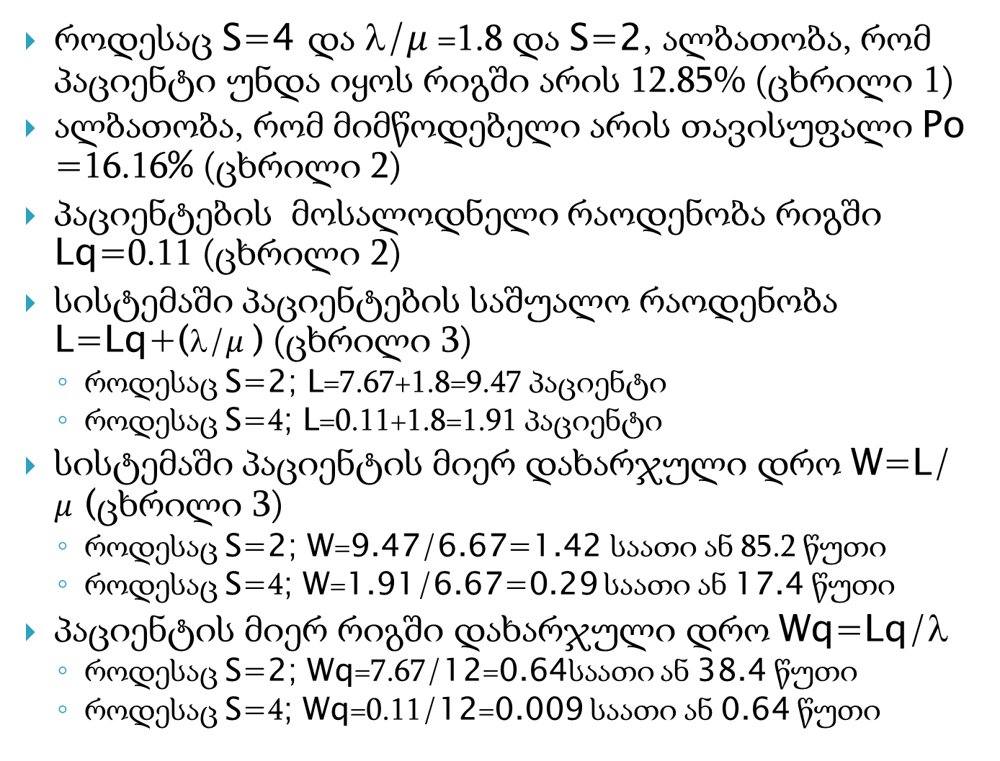 როდესაც S=4 და λ/μ =1.8 და S=2, ალბათობა, რომ
პაციენტი უნდა იყოს რიგში არის 12.85% (ცხრილი 1)
ალბათობა, რომ მიმწოდებელი არის თავისუფალი Po
=16.16% (ცხრილი 2)
პაციენტების მოსალოდნელი რაოდენობა რიგში
Lq=0.11 (ცხრილი 2)
სისტემაში პაციენტების საშუალო რაოდენობა
L=Lq+(λ/μ ) (ცხრილი 3)
როდესაც S=2; L=7.67+1.8=9.47 პაციენტი
როდესაც S=4; L=0.11+1.8=1.91 პაციენტი
სისტემაში პაციენტის მიერ დახარჯული დრო W=L/
μ (ცხრილი 3)
როდესაც S=2; W=9.47/6.67=1.42 საათი ან 85.2 წუთი
როდესაც S=4; W=1.91/6.67=0.29 საათი ან 17.4 წუთი
პაციენტის მიერ რიგში დახარჯული დრო Wq=Lq/λ
როდესაც S=2; Wq=7.67/12=0.64საათი ან 38.4 წუთი
როდესაც S=4; Wq=0.11/12=0.009 საათი ან 0.64 წუთი